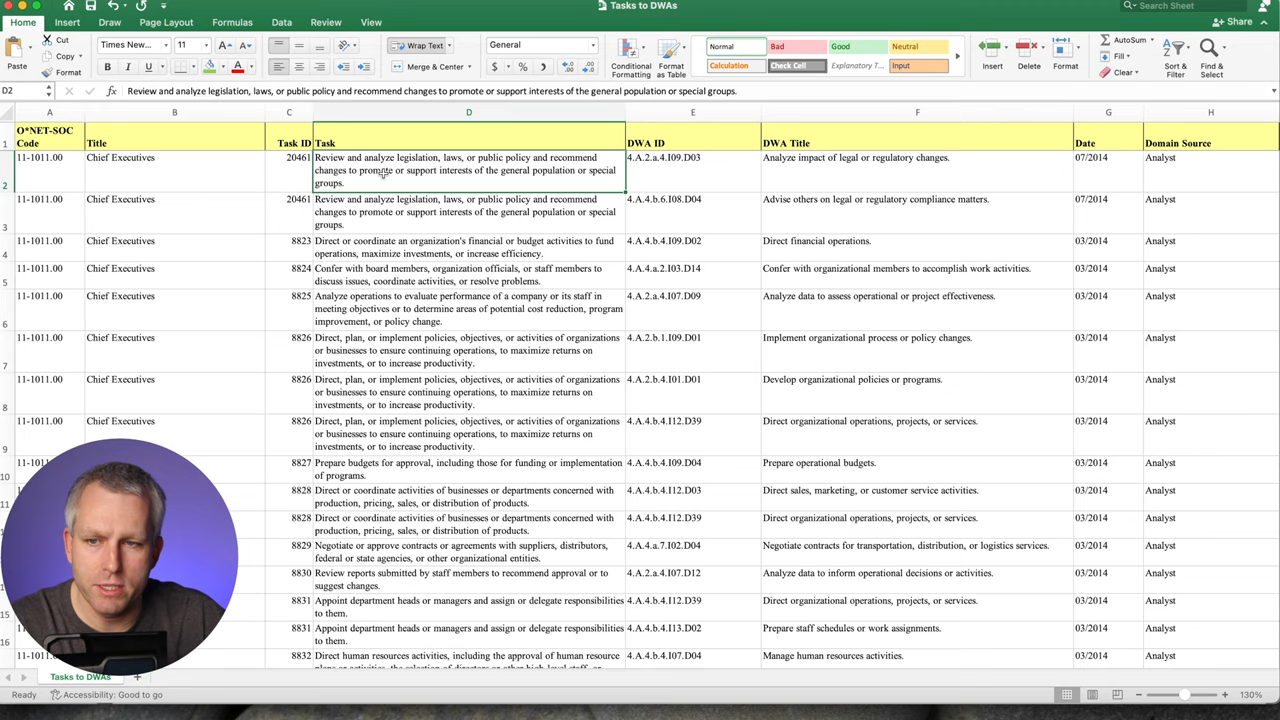 Tasks to DWAs
Search Sheet
Home Insert Draw Page Layout Formulas Data Review View
Share
Paste
Cut
Copy
Format
Times New... 11
Wrap Text
Merge & Center
General
Conditional Formatting
Format as Table
Normal Bad Good Neutral
Calculation Check Cell Explanatory T... Input
Insert Delete Format
AutoSum
Fill
Clear
Sort & Filter
Find & Select
D2 fx Review and analyze legislation, laws, or public policy and recommend changes to promote or support interests of the general population or special groups.
A B C D E F G H
O*NET-SOC
1 Code Title Task ID Task DWA ID DWA Title Date Domain Source
11-1011.00 Chief Executives 20461 Review and analyze legislation, laws, or public policy and recommend 4.A.2.a.4.I09.D03 Analyze impact of legal or regulatory changes. 07/2014 Analyst
changes to promote or support interests of the general population or special
2 groups.
11-1011.00 Chief Executives 20461 Review and analyze legislation, laws, or public policy and recommend 4.A.4.b.6.I08.D04 Advise others on legal or regulatory compliance matters. 07/2014 Analyst
changes to promote or support interests of the general population or special
3 groups.
11-1011.00 Chief Executives 8823 Direct or coordinate an organization's financial or budget activities to fund 4.A.4.b.4.I09.D02 Direct financial operations. 03/2014 Analyst
4 operations, maximize investments, or increase efficiency.
11-1011.00 Chief Executives 8824 Confer with board members, organization officials, or staff members to 4.A.4.a.2.I03.D14 Confer with organizational members to accomplish work activities. 03/2014 Analyst
5 discuss issues, coordinate activities, or resolve problems.
11-1011.00 Chief Executives 8825 Analyze operations to evaluate performance of a company or its staff in 4.A.2.a.4.I07.D09 Analyze data to assess operational or project effectiveness. 03/2014 Analyst
meeting objectives or to determine areas of potential cost reduction, program
6 improvement, or policy change.
11-1011.00 Chief Executives 8826 Direct, plan, or implement policies, objectives, or activities of organizations 4.A.2.b.1.I09.D01 Implement organizational process or policy changes. 03/2014 Analyst
or businesses to ensure continuing operations, to maximize returns on
7 investments, or to increase productivity.
11-1011.00 Chief Executives 8826 Direct, plan, or implement policies, objectives, or activities of organizations 4.A.2.b.4.I01.D01 Develop organizational policies or programs. 03/2014 Analyst
or businesses to ensure continuing operations, to maximize returns on
8 investments, or to increase productivity.
11-1011.00 Chief Executives 8826 Direct, plan, or implement policies, objectives, or activities of organizations 4.A.4.b.4.I12.D39 Direct organizational operations, projects, or services. 03/2014 Analyst
or businesses to ensure continuing operations, to maximize returns on
9 investments, or to increase productivity.
8827 Prepare budgets for approval, including those for funding or implementation 4.A.4.b.4.I09.D04 Prepare operational budgets. 03/2014 Analyst
10 of programs.
8828 Direct or coordinate activities of businesses or departments concerned with 4.A.4.b.4.I12.D03 Direct sales, marketing, or customer service activities. 03/2014 Analyst
11 production, pricing, sales, or distribution of products.
8828 Direct or coordinate activities of businesses or departments concerned with 4.A.4.b.4.I12.D39 Direct organizational operations, projects, or services. 03/2014 Analyst
production, pricing, sales, or distribution of products.
8829 Negotiate or approve contracts or agreements with suppliers, distributors, 4.A.4.a.7.I02.D04 Negotiate contracts for transportation, distribution, or logistics services. 03/2014 Analyst
federal or state agencies, or other organizational entities.
8830 Review reports submitted by staff members to recommend approval or to 4.A.2.a.4.I07.D12 Analyze data to inform operational decisions or activities. 03/2014 Analyst
suggest changes.
8831 Appoint department heads or managers and assign or delegate responsibilities 4.A.4.b.4.I12.D39 Direct organizational operations, projects, or services. 03/2014 Analyst
15 to them.
8831 Appoint department heads or managers and assign or delegate responsibilities 4.A.4.b.4.I13.D02 Prepare staff schedules or work assignments. 03/2014 Analyst
16 to them.
8832 Direct human resources activities, including the approval of human resource 4.A.4.b.4.I07.D04 Manage human resources activities. 03/2014 Analyst
Tasks to DWAs
Ready Accessibility: Good to go 130%